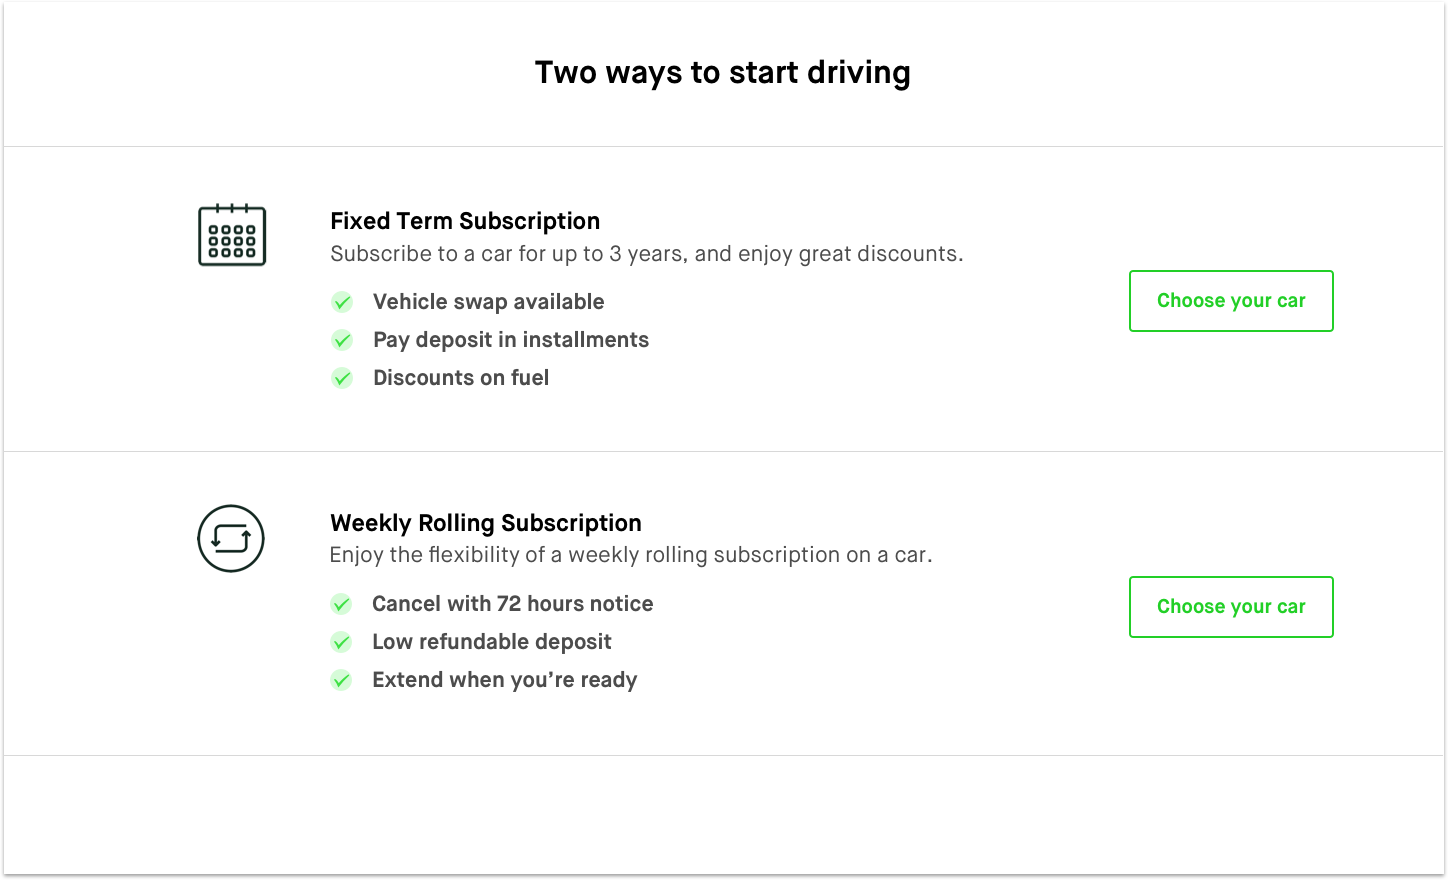 Two ways to start driving
Fixed Term Subscription
Subscribe to a car for up to 3 years, and enjoy great discounts.
Vehicle swap available
Pay deposit in installments
Discounts on fuel
Choose your car
Weekly Rolling Subscription
Enjoy the flexibility of a weekly rolling subscription on a car.
Cancel with 72 hours notice
Low refundable deposit
Extend when you’re ready
Choose your car